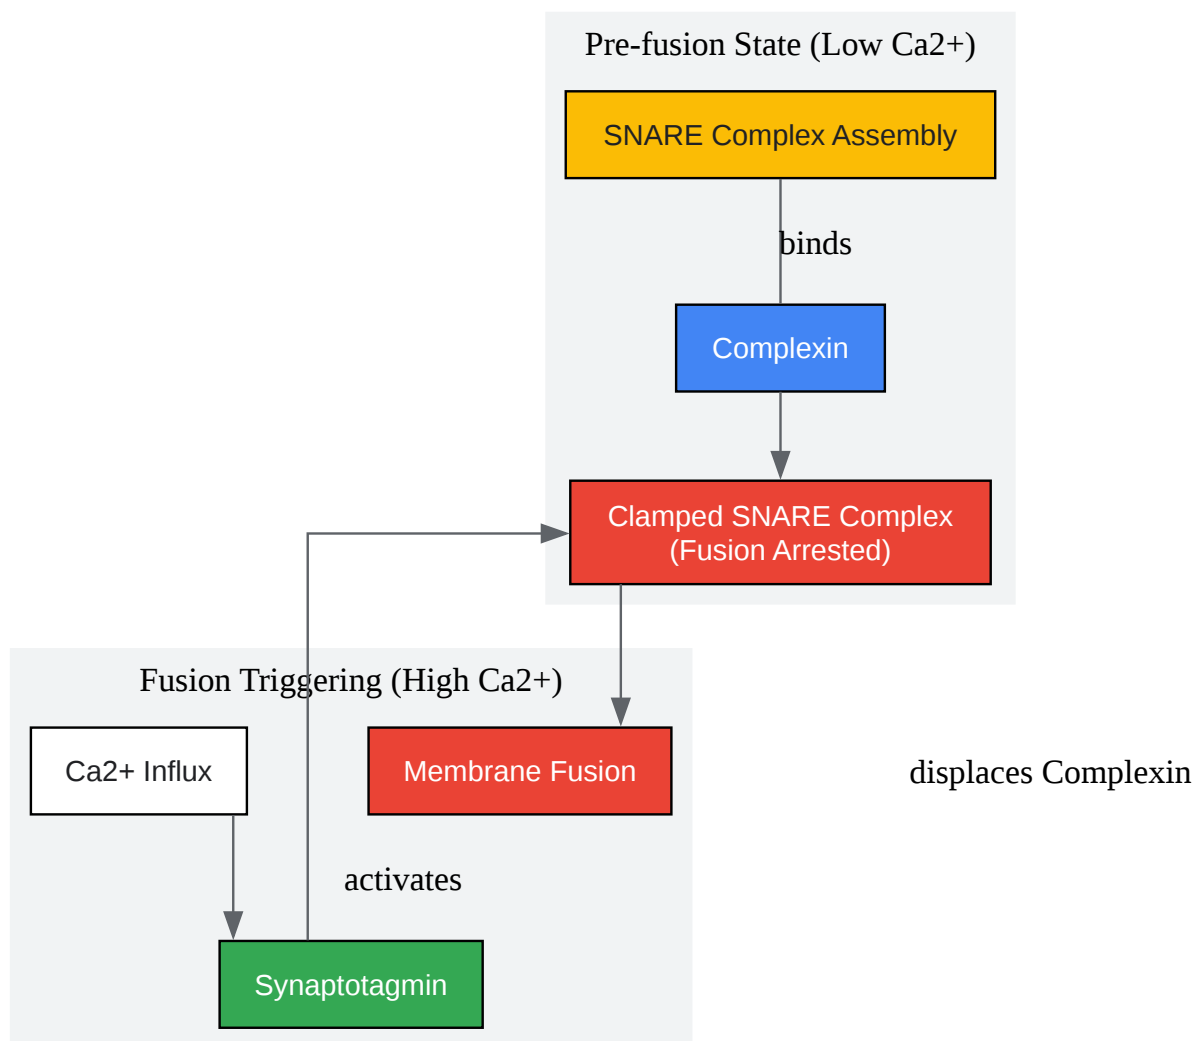 Pre-fusion State (Low Ca2+)
SNARE Complex Assembly
binds
Complexin
Clamped SNARE Complex
(Fusion Arrested)
Fusion Triggering (High Ca2+)
Ca2+ Influx
Membrane Fusion
displaces Complexin
activates
Synaptotagmin